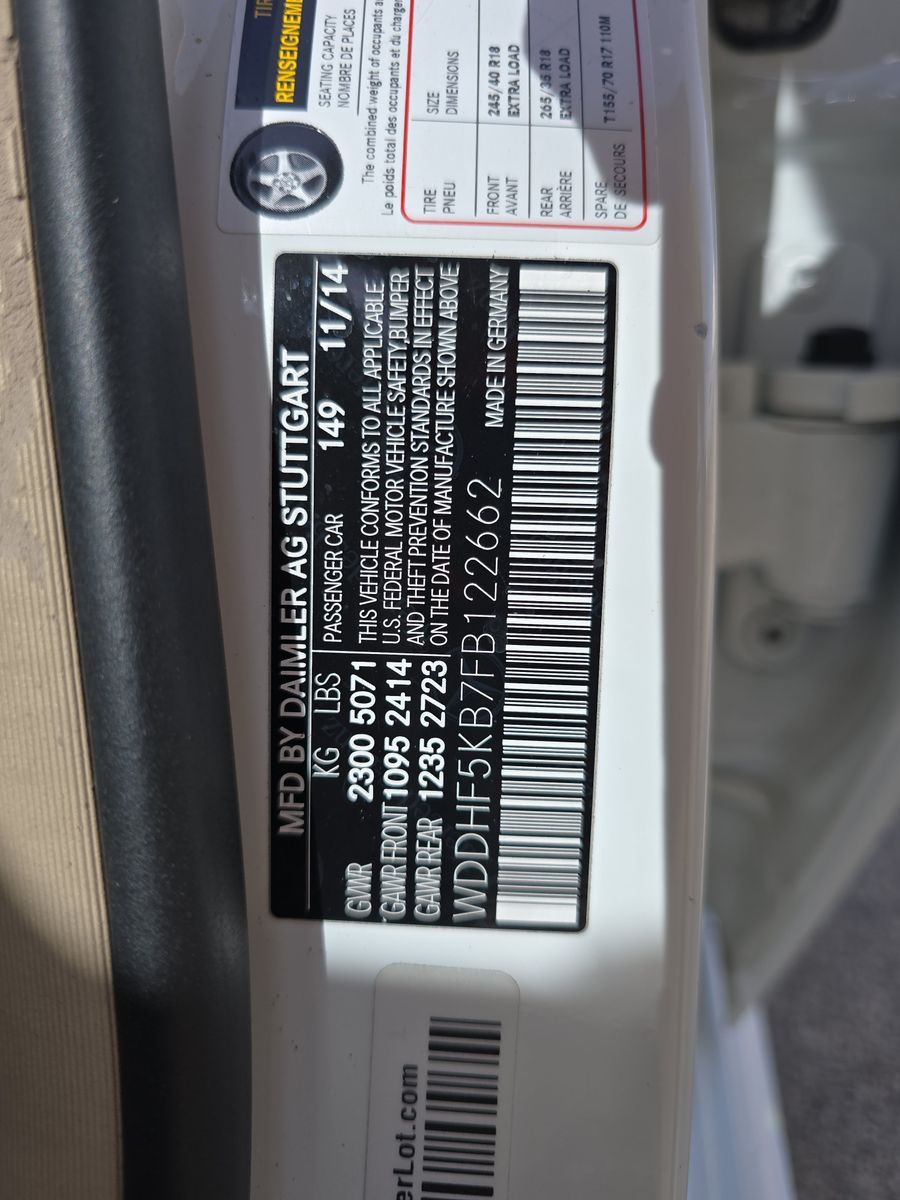 MFD BY DAIMLER AG STUTTGART
KG LBS PASSENGER CAR 149 11/14
GWR 2300 5071
GAWR FRONT 1095 2414
GAWR REAR 1235 2723
THIS VEHICLE CONFORMS TO ALL APPLICABLE
U.S. FEDERAL MOTOR VEHICLE SAFETY, BUMPER
AND THEFT PREVENTION STANDARDS IN EFFECT
ON THE DATE OF MANUFACTURE SHOWN ABOVE
WDDHF5KB7FB122662 MADE IN GERMANY
SEATING CAPACITY
NOMBRE DE PLACES
The combined weight of occupants
Le poids total des occupants et du
TIRE SIZE
PNEU DIMENSIONS
FRONT 245/40 R18
AVANT EXTRA LOAD
REAR 265/35 R18
ARRIÈRE EXTRA LOAD
SPARE T155/70 R17 110M
DE SECOURS
erLot.com